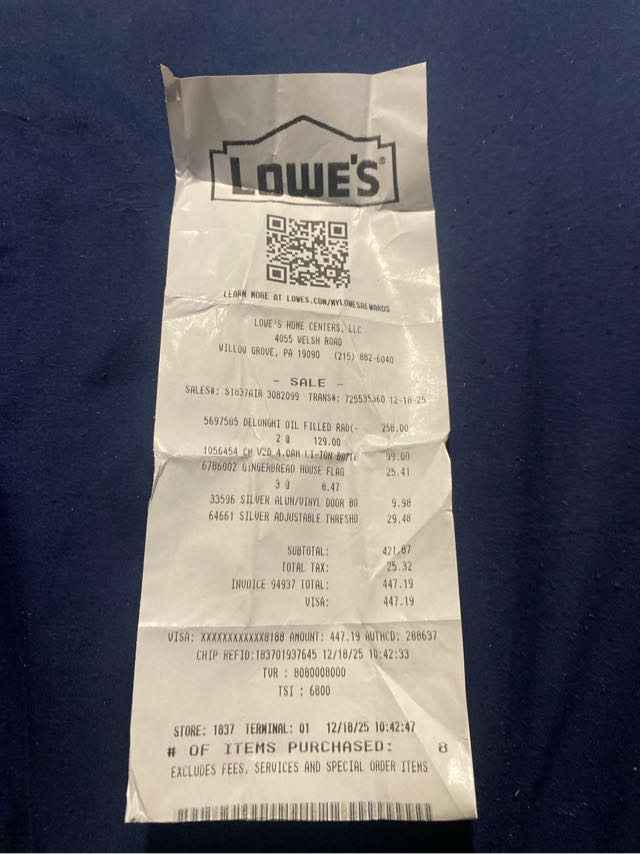 LOWE'S®
LEARN MORE AT LOWES.COM/MYLOWESREWARDS
LOWE'S HOME CENTERS, LLC
4055 WELSH ROAD
WILLOW GROVE, PA 19090 (215) 882-6040
- SALE -
SALES#: S1837AIR 3082099 TRANS#: 725535360 12-18-25
5697585 DELONGHI OIL FILLED RAD(- 258.00
2 @ 129.00
1056454 CM V20 4.0AH LI-ION BATTE 99.00
6786002 GINGERBREAD HOUSE FLAG 25.41
3 @ 8.47
33596 SILVER ALUM/VINYL DOOR BO 9.98
64661 SILVER ADJUSTABLE THRESHO 29.48
SUBTOTAL: 421.87
TOTAL TAX: 25.32
INVOICE 94937 TOTAL: 447.19
VISA: 447.19
VISA: XXXXXXXXXXXX8188 AMOUNT: 447.19 AUTHCD: 288637
CHIP REFID:183701937645 12/18/25 10:42:33
TVR : 8080008000
TSI : 6800
STORE: 1837 TERMINAL: 01 12/18/25 10:42:47
# OF ITEMS PURCHASED: 8
EXCLUDES FEES, SERVICES AND SPECIAL ORDER ITEMS